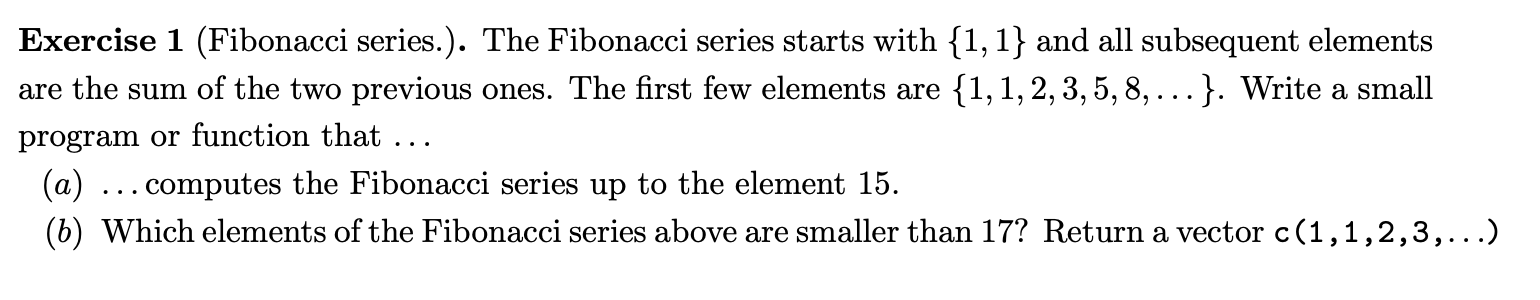 Exercise 1 (Fibonacci series.). The Fibonacci series starts with {1, 1} and all subsequent elements
are the sum of the two previous ones. The first few elements are {1, 1, 2, 3, 5, 8, ...}. Write a small
program or function that ...
(a) ...computes the Fibonacci series up to the element 15.
(b) Which elements of the Fibonacci series above are smaller than 17? Return a vector c(1,1,2,3,...)